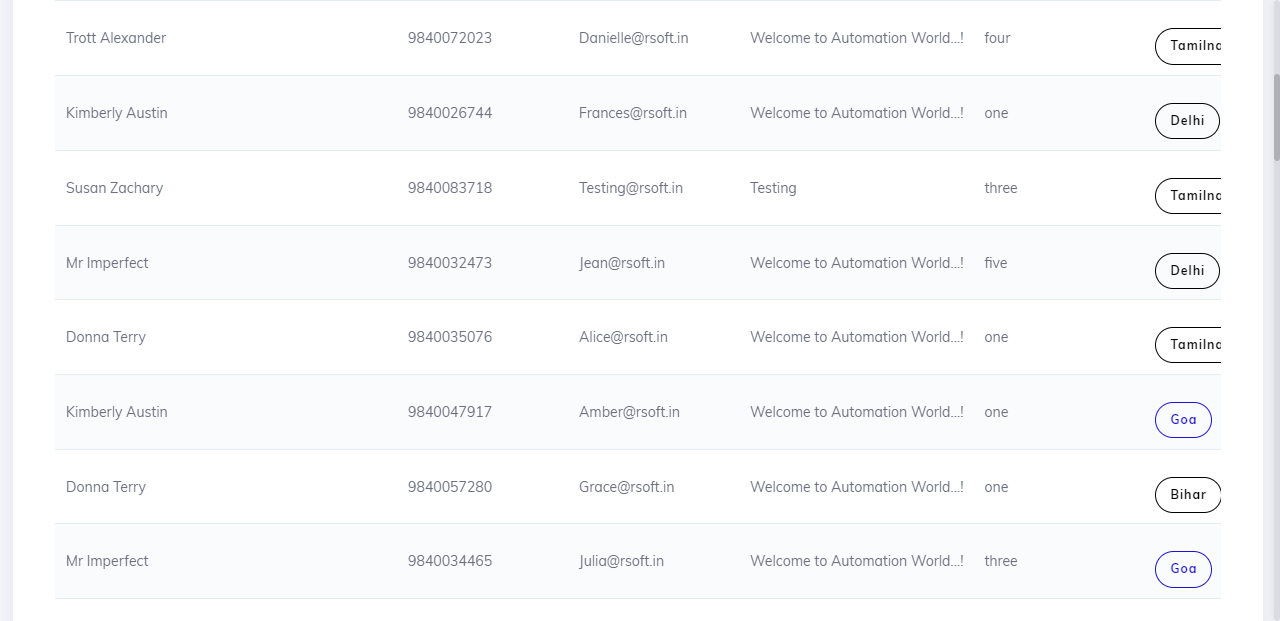 Trott Alexander 9840072023 Danielle@rsoft.in Welcome to Automation World...! four Tamilna
Kimberly Austin 9840026744 Frances@rsoft.in Welcome to Automation World...! one Delhi
Susan Zachary 9840083718 Testing@rsoft.in Testing three Tamilna
Mr Imperfect 9840032473 Jean@rsoft.in Welcome to Automation World...! five Delhi
Donna Terry 9840035076 Alice@rsoft.in Welcome to Automation World...! one Tamilna
Kimberly Austin 9840047917 Amber@rsoft.in Welcome to Automation World...! one Goa
Donna Terry 9840057280 Grace@rsoft.in Welcome to Automation World...! one Bihar
Mr Imperfect 9840034465 Julia@rsoft.in Welcome to Automation World...! three Goa